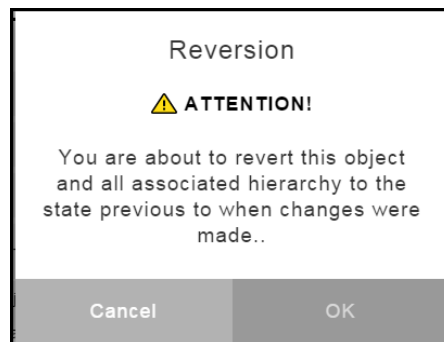 Reversion
ATTENTION!
You are about to revert this object
and all associated hierarchy to the
state previous to when changes were
made..
Cancel
OK